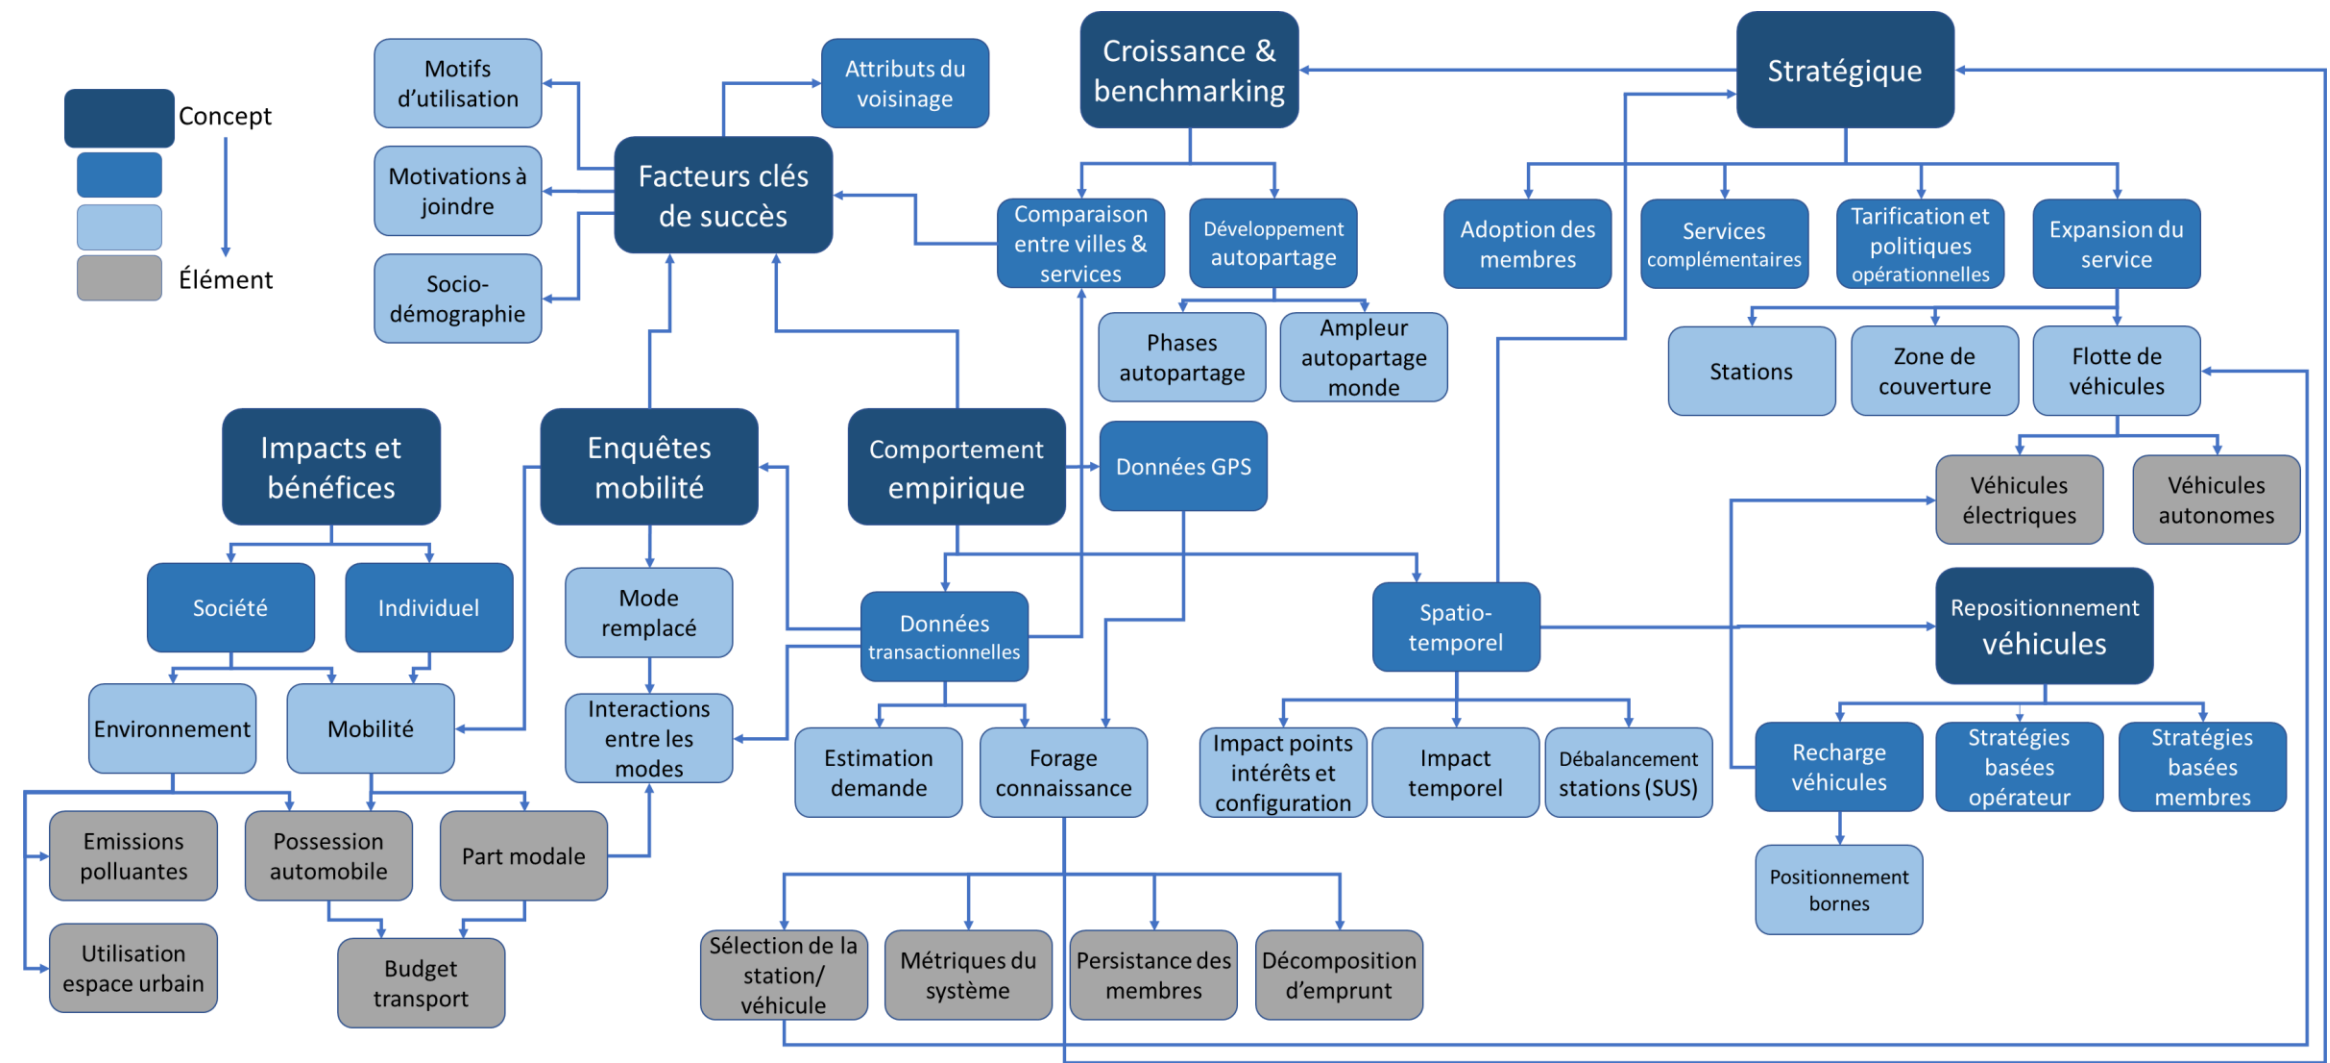 Concept
Élément
Motifs
d'utilisation
Motivations à
joindre
Socio-
démographie
Attributs du
voisinage
Facteurs clés
de succès
Croissance &
benchmarking
Comparaison
entre villes &
services
Développement
autopartage
Phases
autopartage
Ampleur
autopartage
monde
Stratégique
Adoption des
membres
Services
complémentaires
Tarification et
politiques
opérationnelles
Expansion du
service
Stations
Zone de
couverture
Flotte de
véhicules
Véhicules
électriques
Véhicules
autonomes
Impacts et
bénéfices
Société
Individuel
Environnement
Mobilité
Emissions
polluantes
Possession
automobile
Part modale
Utilisation
espace urbain
Budget
transport
Enquêtes
mobilité
Mode
remplacé
Interactions
entre les
modes
Comportement
empirique
Données GPS
Données
transactionnelles
Estimation
demande
Forage
connaissance
Sélection de la
station/
véhicule
Métriques du
système
Persistance des
membres
Décomposition
d'emprunt
Spatio-
temporel
Impact points
intérêts et
configuration
Impact
temporel
Débalancement
stations (SUS)
Repositionnement
véhicules
Recharge
véhicules
Stratégies
basées
opérateur
Stratégies
basées
membres
Positionnement
bornes